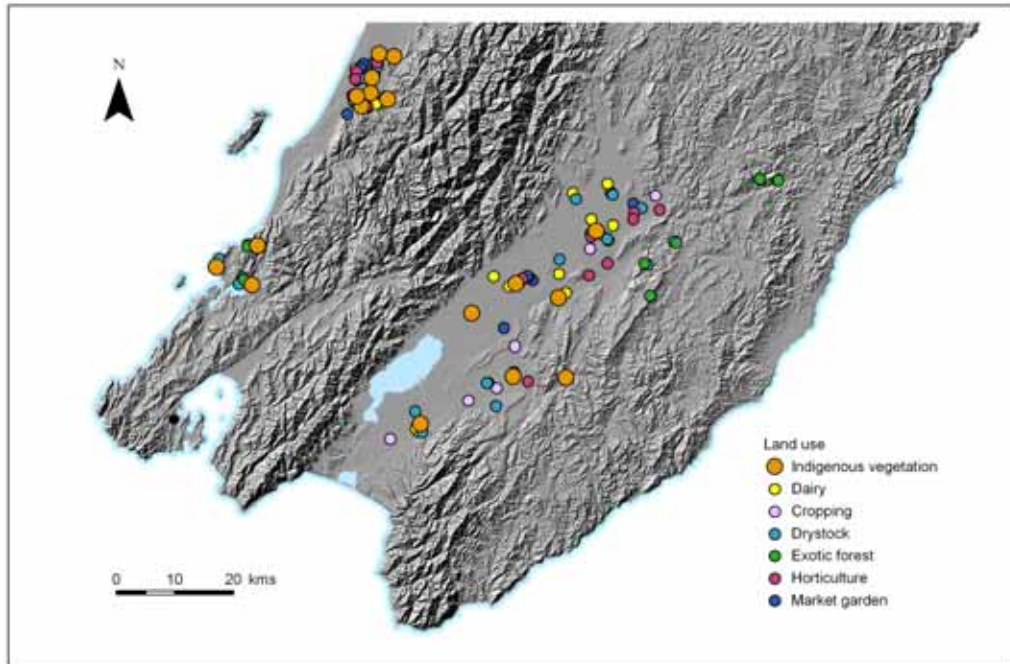 N
Land use
Indigenous vegetation
Dairy
Cropping
Drystock
Exotic forest
Horticulture
Market garden
0 10 20 kms